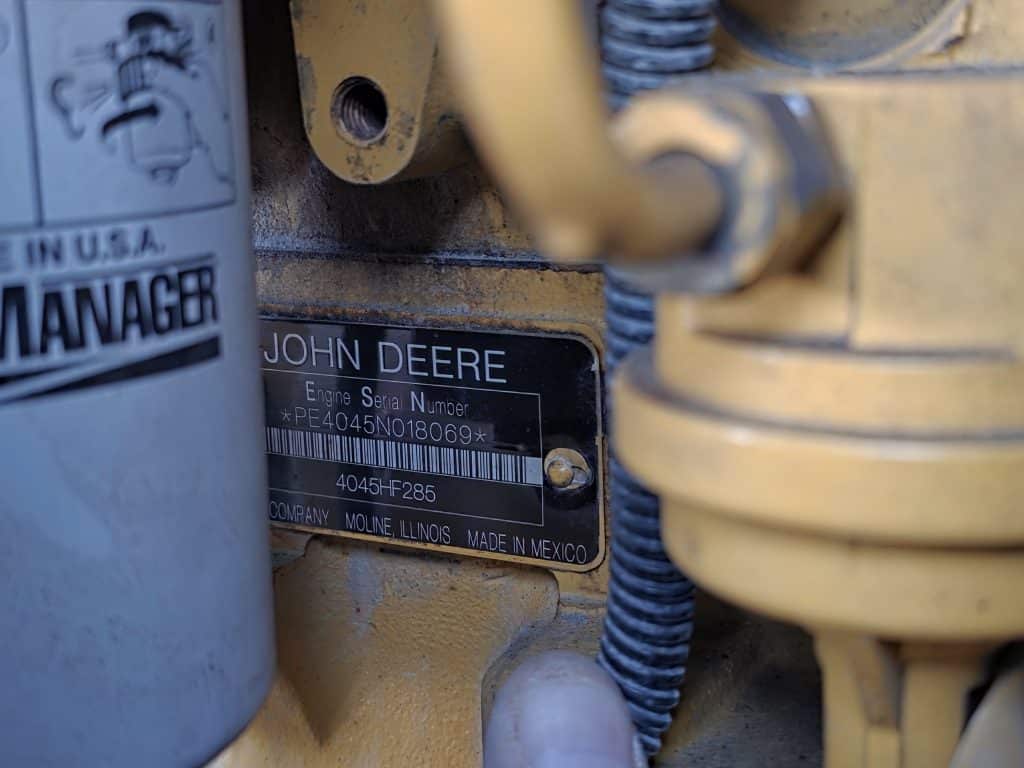 IN U.S.A.
MANAGER
JOHN DEERE
Engine Serial Number
*PE4045N018069*
4045HF285
COMPANY MOLINE, ILLINOIS MADE IN MEXICO